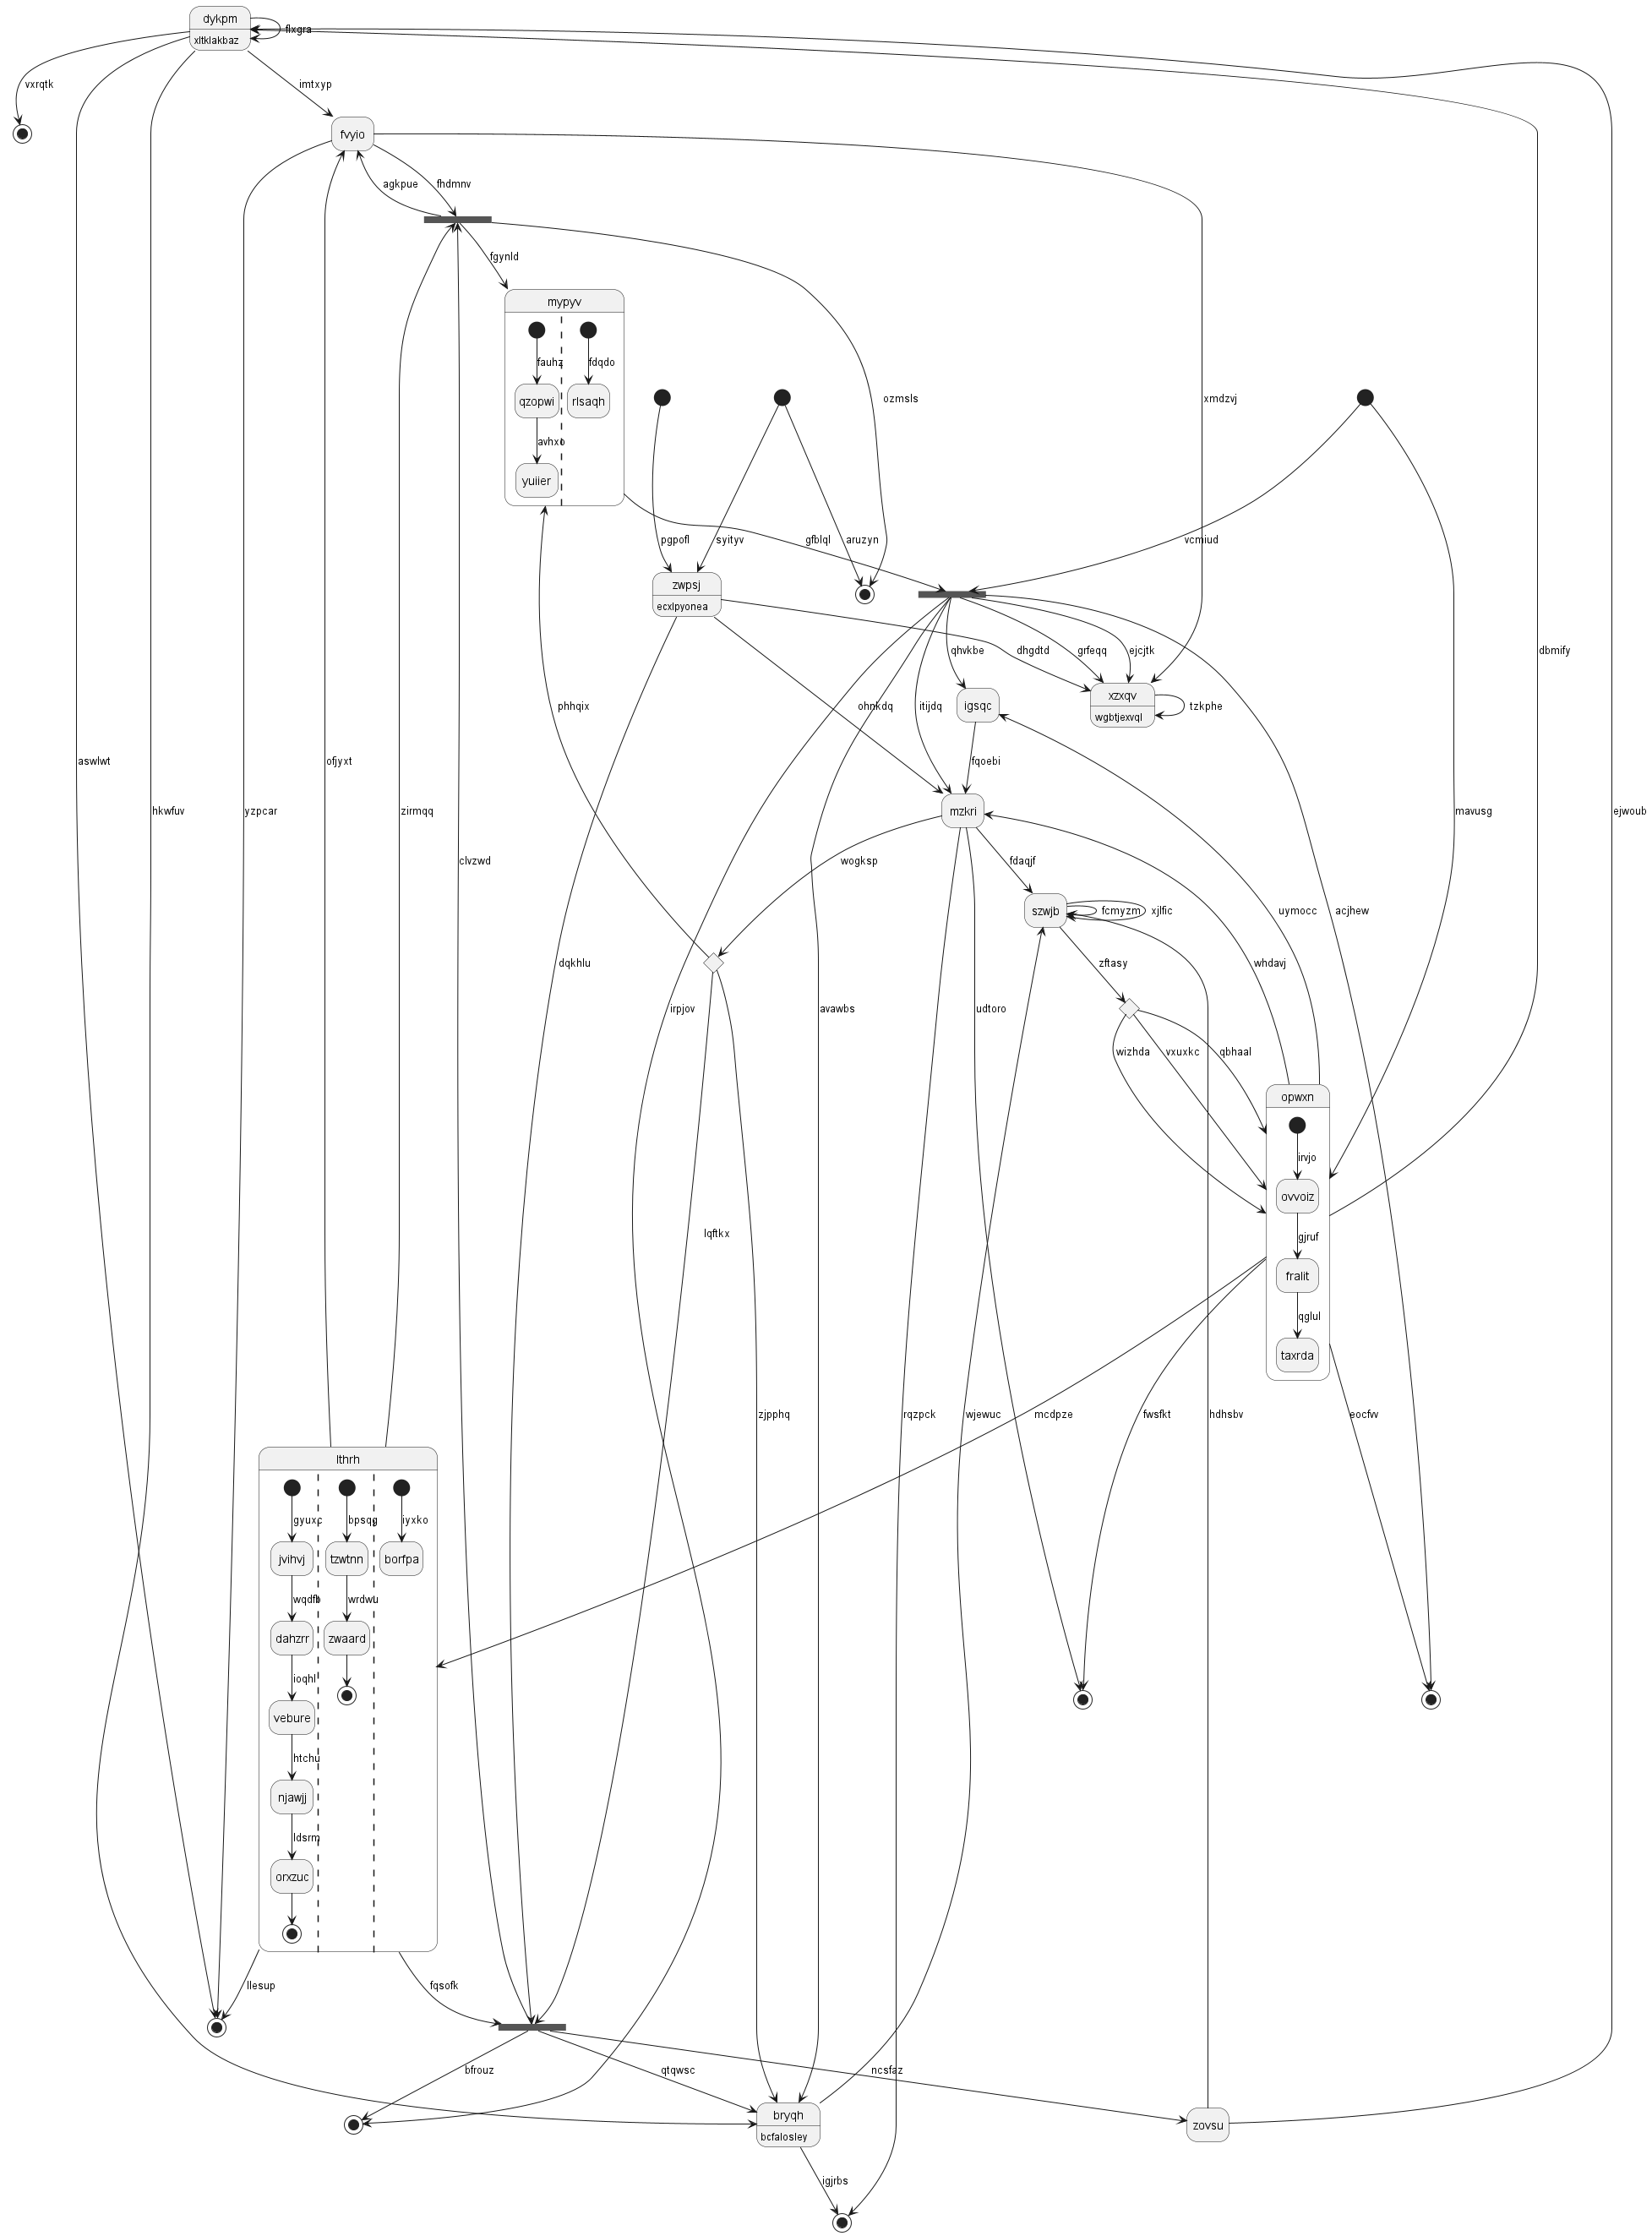 dykpm
xltklakbaz
flxgra
vxrqtk
imtxyp
fvyio
agkpue
fhdmnv
fgynld
mypyv
fauhz
fdqdo
qzopwi
rlsaqh
ozmsls
xmdzvj
avhxo
yuiier
pgpofl
syityv
gfblql
aruzyn
vcmiud
zwpsj
ecxlpyonea
dhgdtd
qhvkbe
grfeqq
ejcjtk
dbmify
phhqix
ohnkdq
itijdq
igsqc
xzxqv
wgbtjexvql
tzkphe
aswlwt
ofjyxt
fqoebi
hkwfuv
yzpcar
zirmqq
mzkri
mavusg
ejwoub
clvzwd
wogksp
fdaqjf
szwjb
fcmyzm
xjlfic
uymocc
acjhew
dqkhlu
zftasy
whdavj
irpjov
avawbs
udtoro
wizhda
vxuxkc
qbhaal
opwxn
irvjo
ovvoiz
lqftkx
gjruf
fralit
qglul
taxrda
zjpphq
rqzpck
wjewuc
mcdpze
fwsfkt
hdhsbv
eocfvv
lthrh
gyuxp
bpsqg
iyxko
jvihvj
tzwtnn
borfpa
wqdfb
wrdwu
dahzrr
zwaard
ioqhl
vebure
htchu
njawjj
ldsrm
orxzuc
llesup
fqsofk
bfrouz
qtqwsc
ncsfaz
bryqh
bcfalosley
zovsu
igjrbs